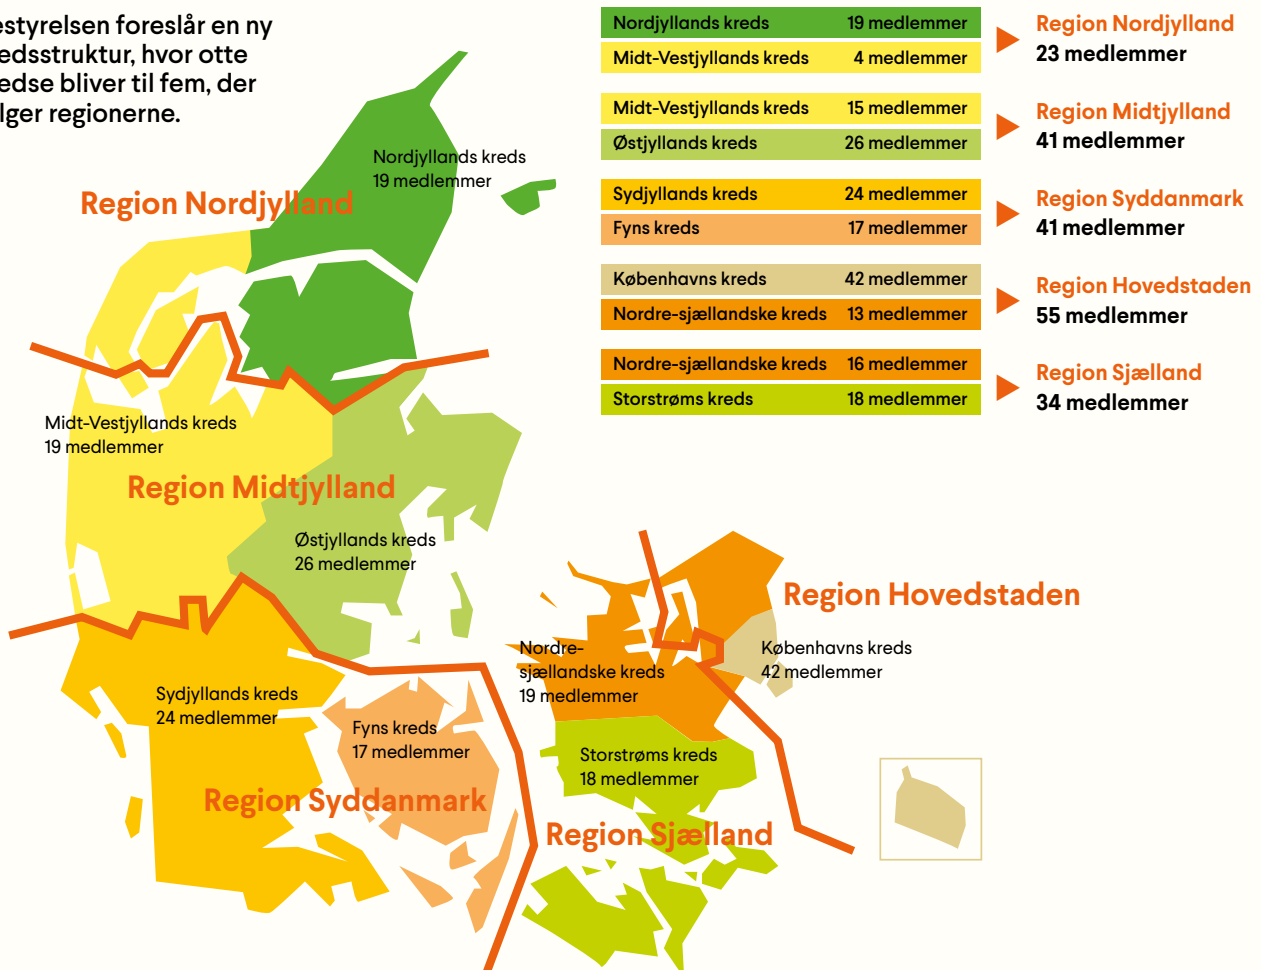 estyrelsen foreslår en ny
edsstruktur, hvor otte
edse bliver til fem, der
lger regionerne.
Nordjyllands kreds 19 medlemmer
Midt-Vestjyllands kreds 4 medlemmer
Region Nordjylland
23 medlemmer
Midt-Vestjyllands kreds 15 medlemmer
Østjyllands kreds 26 medlemmer
Region Midtjylland
41 medlemmer
Sydjyllands kreds 24 medlemmer
Fyns kreds 17 medlemmer
Region Syddanmark
41 medlemmer
Københavns kreds 42 medlemmer
Nordre-sjællandske kreds 13 medlemmer
Region Hovedstaden
55 medlemmer
Nordre-sjællandske kreds 16 medlemmer
Storstrøms kreds 18 medlemmer
Region Sjælland
34 medlemmer
Nordjyllands kreds
19 medlemmer
Region Nordjylland
Midt-Vestjyllands kreds
19 medlemmer
Region Midtjylland
Østjyllands kreds
26 medlemmer
Region Hovedstaden
Nordre-
sjællandske kreds
19 medlemmer
Københavns kreds
42 medlemmer
Sydjyllands kreds
24 medlemmer
Fyns kreds
17 medlemmer
Storstrøms kreds
18 medlemmer
Region Syddanmark
Region Sjælland